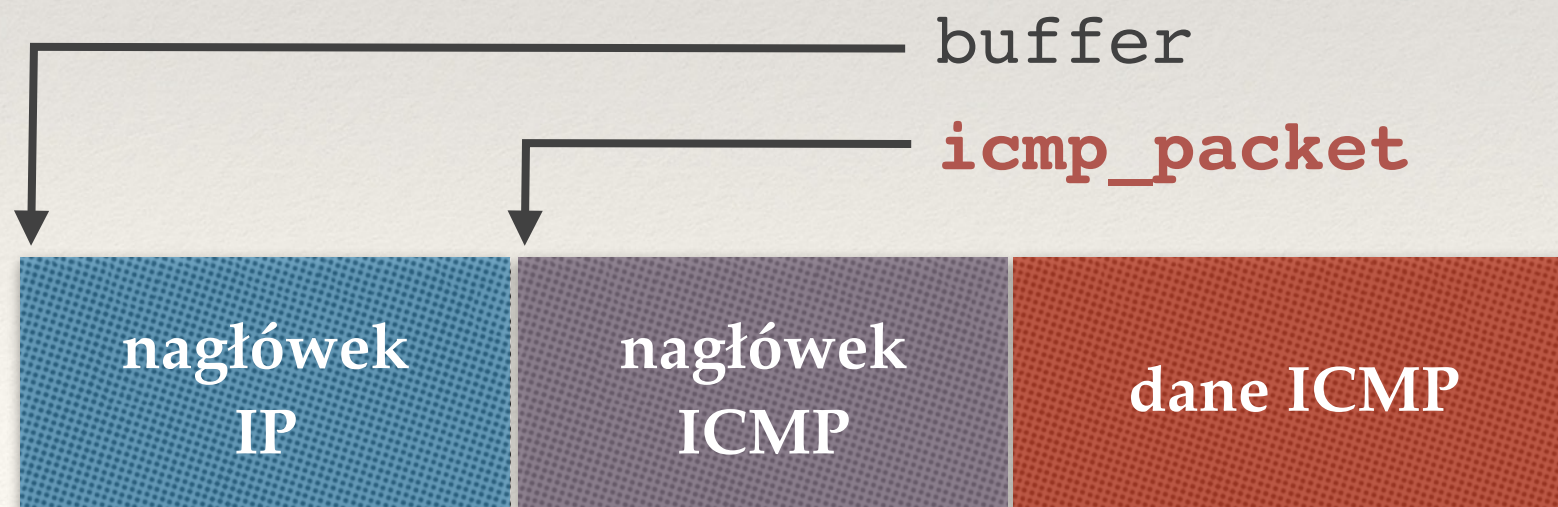 buffer
icmp_packet
nagłówek
IP
nagłówek
ICMP
dane ICMP